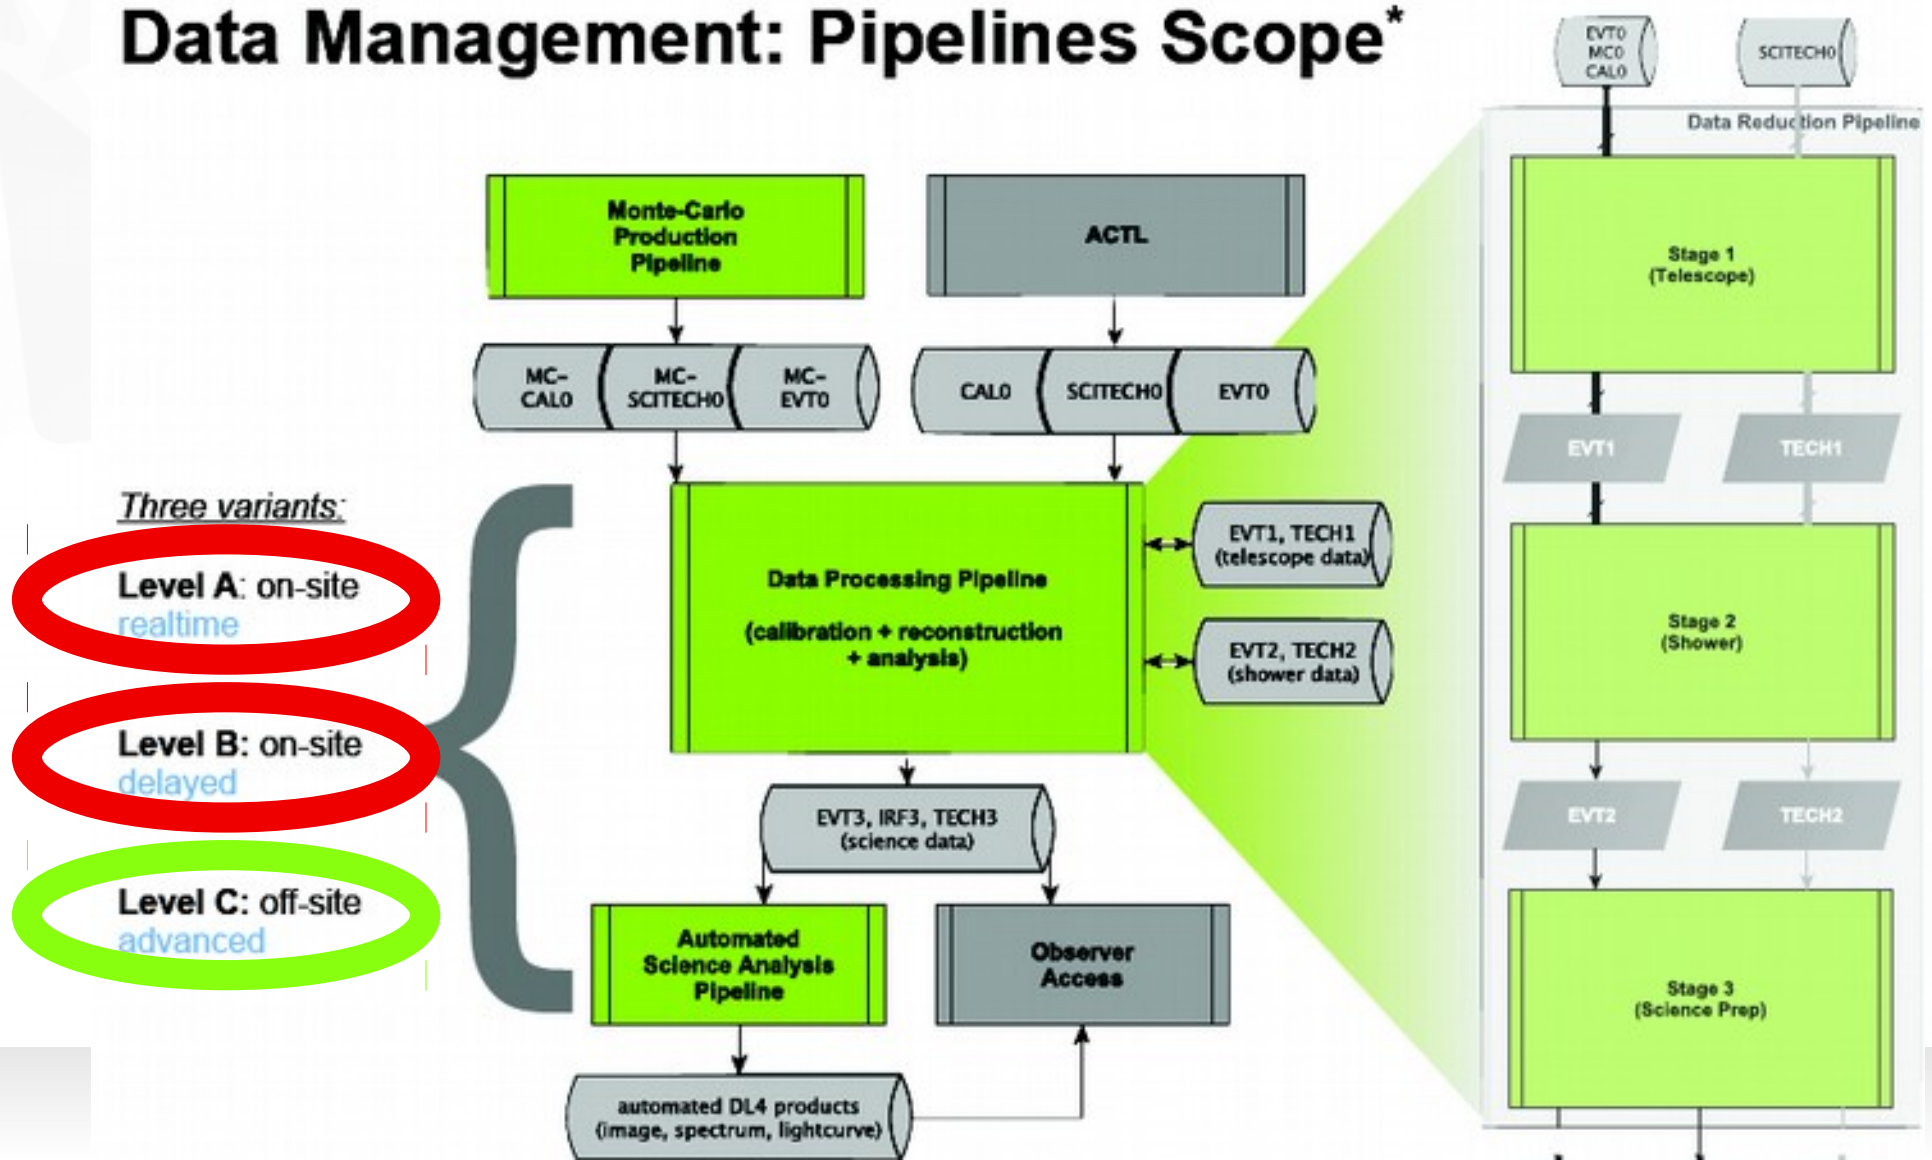 Data Management: Pipelines Scope*
EVT0
MC0
CAL0
SCITECH0
Data Reduction Pipeline
Monte-Carlo
Production
Pipeline
ACTL
Stage 1
(Telescope)
MC-
CAL0
MC-
SCITECH0
MC-
EVT0
CAL0
SCITECH0
EVT0
EVT1
TECH1
Three variants:
Level A: on-site
realtime
Level B: on-site
delayed
Level C: off-site
advanced
Data Processing Pipeline
(calibration + reconstruction
+ analysis)
EVT1, TECH1
(telescope data)
EVT2, TECH2
(shower data)
Stage 2
(Shower)
EVT2
TECH2
EVT3, IRF3, TECH3
(science data)
Automated
Science Analysis
Pipeline
Observer
Access
Stage 3
(Science Prep)
automated DL4 products
(image, spectrum, lightcurve)